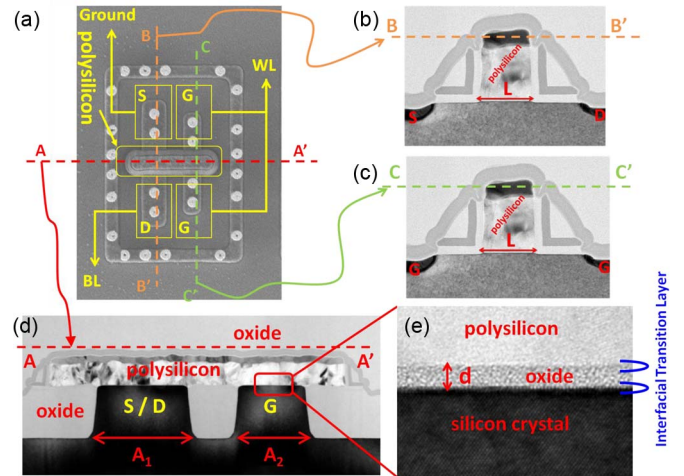 (a)
Ground
polysilicon
B
C
WL
S
G
A
A'
D
G
BL
B'
C'
(b)
B
B'
polysilicon
L
S
D
(c)
C
C'
polysilicon
L
G
G
(d)
oxide
A
A'
polysilicon
oxide
S / D
G
A₁
A₂
(e)
polysilicon
d
oxide
silicon crystal
Interfacial Transition Layer